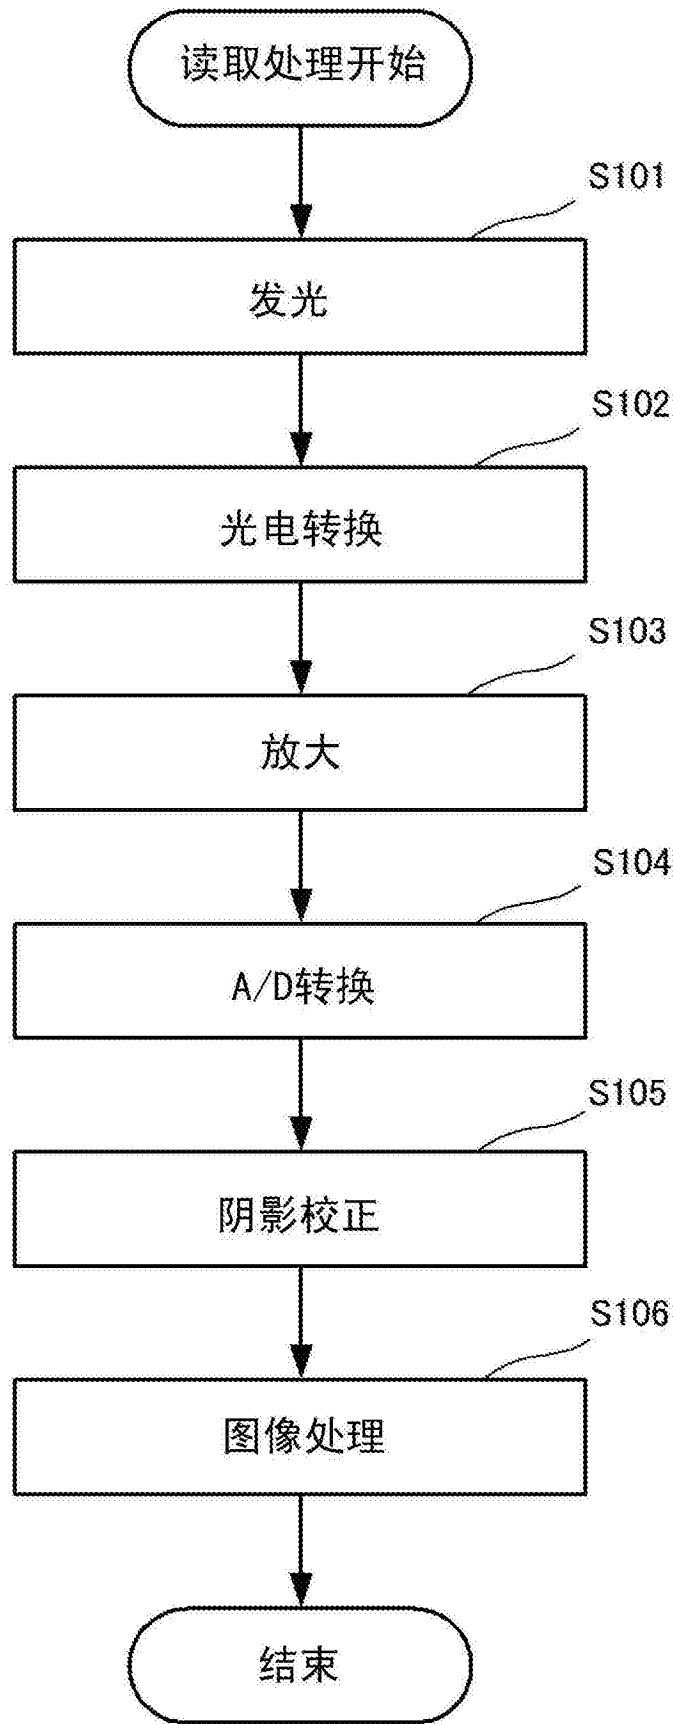 读取处理开始
S101
发光
S102
光电转换
S103
放大
S104
A/D转换
S105
阴影校正
S106
图像处理
结束